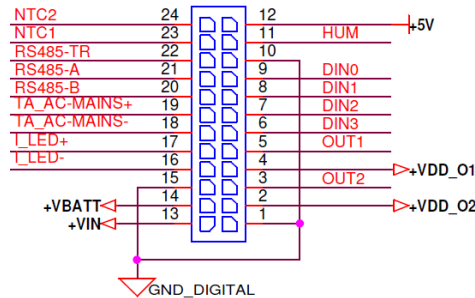 NTC2 24 12 +5V
NTC1 23 11 HUM
RS485-TR 22 10
RS485-A 21 9 DIN0
RS485-B 20 8 DIN1
TA_AC-MAINS+ 19 7 DIN2
TA_AC-MAINS- 18 6 DIN3
I_LED+ 17 5 OUT1
I_LED- 16 4 +VDD_O1
15 3 OUT2
+VBATT 14 2 +VDD_O2
+VIN 13 1
GND_DIGITAL